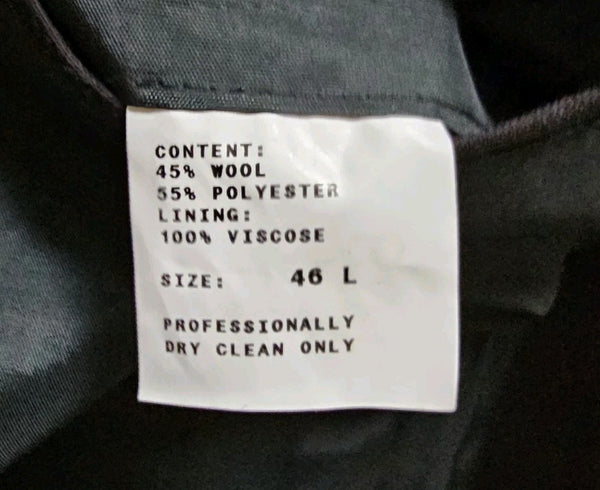 CONTENT:
45% WOOL
55% POLYESTER
LINING:
100% VISCOSE
SIZE: 46 L
PROFESSIONALLY
DRY CLEAN ONLY